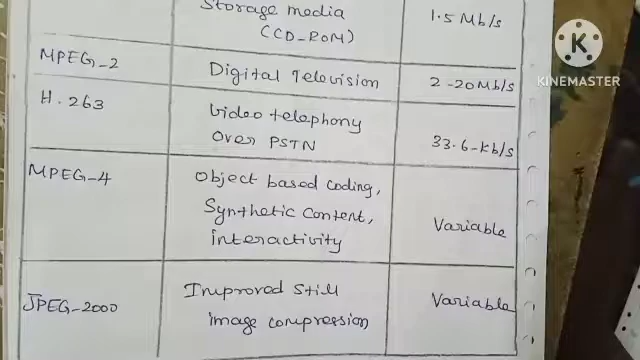 Storage media
1.5 Mb/s
(CD-ROM)
MPEG-2
Digital Television
2-20Mb/s
H.263
Video telephony
Over PSTN
33.6-kb/s
MPEG-4
Object based coding,
Synthetic Content,
interactivity
Variable
JPEG-2000
Improved Still
image compression
Variable
KINEMASTER